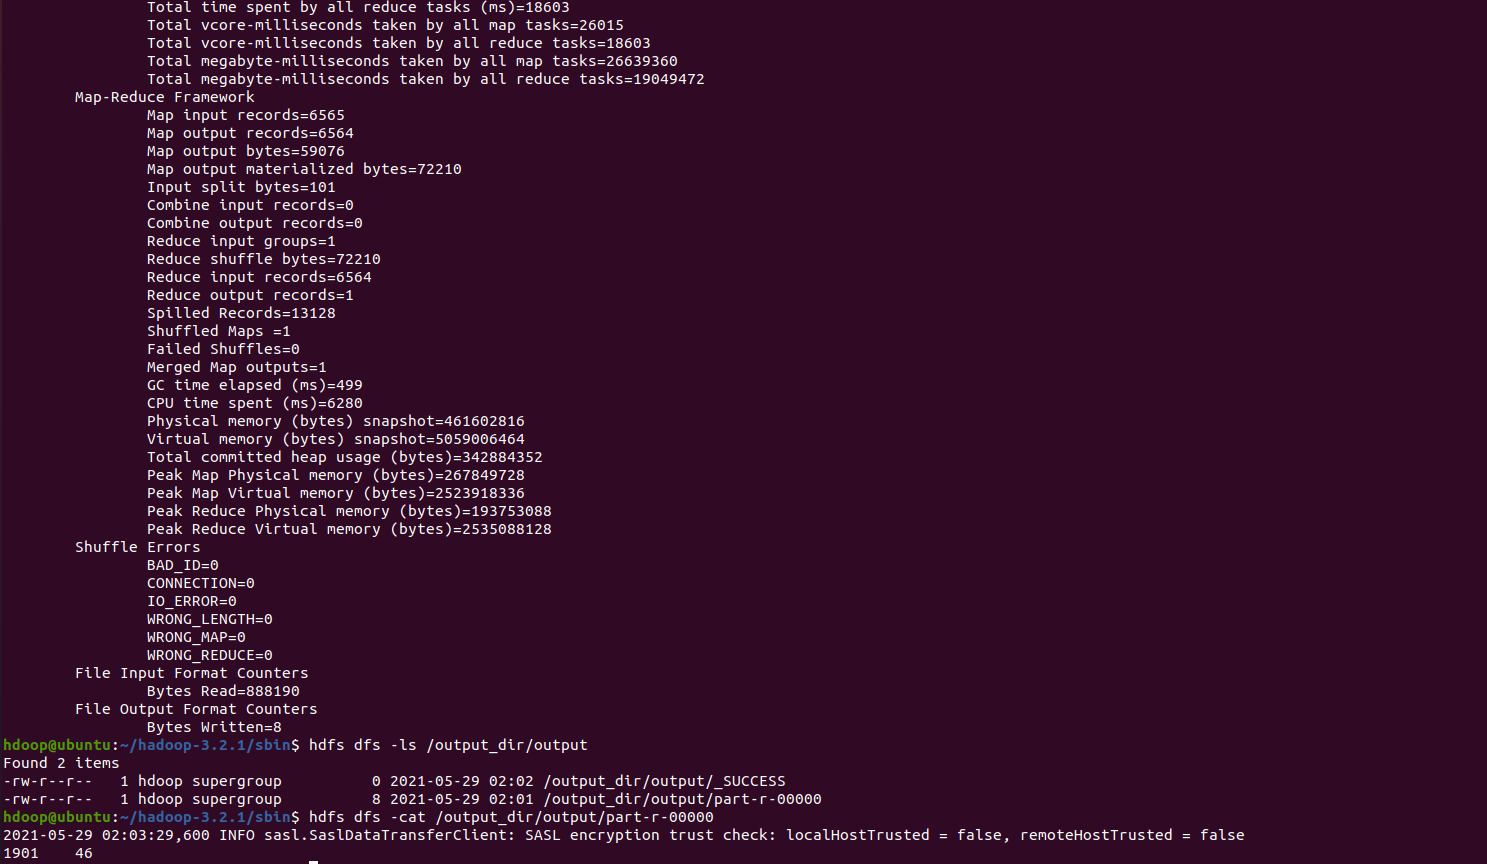 Total time spent by all reduce tasks (ms)=18603
Total vcore-milliseconds taken by all map tasks=26015
Total vcore-milliseconds taken by all reduce tasks=18603
Total megabyte-milliseconds taken by all map tasks=26639360
Total megabyte-milliseconds taken by all reduce tasks=19049472
Map-Reduce Framework
Map input records=6565
Map output records=6564
Map output bytes=59076
Map output materialized bytes=72210
Input split bytes=101
Combine input records=0
Combine output records=0
Reduce input groups=1
Reduce shuffle bytes=72210
Reduce input records=6564
Reduce output records=1
Spilled Records=13128
Shuffled Maps =1
Failed Shuffles=0
Merged Map outputs=1
GC time elapsed (ms)=499
CPU time spent (ms)=6280
Physical memory (bytes) snapshot=461602816
Virtual memory (bytes) snapshot=5059006464
Total committed heap usage (bytes)=342884352
Peak Map Physical memory (bytes)=267849728
Peak Map Virtual memory (bytes)=2523918336
Peak Reduce Physical memory (bytes)=193753088
Peak Reduce Virtual memory (bytes)=2535088128
Shuffle Errors
BAD_ID=0
CONNECTION=0
IO_ERROR=0
WRONG_LENGTH=0
WRONG_MAP=0
WRONG_REDUCE=0
File Input Format Counters
Bytes Read=888190
File Output Format Counters
Bytes Written=8
hdoop@ubuntu:~/hadoop-3.2.1/sbin$ hdfs dfs -ls /output_dir/output
Found 2 items
-rw-r--r--   1 hdoop supergroup          0 2021-05-29 02:02 /output_dir/output/_SUCCESS
-rw-r--r--   1 hdoop supergroup          8 2021-05-29 02:01 /output_dir/output/part-r-00000
hdoop@ubuntu:~/hadoop-3.2.1/sbin$ hdfs dfs -cat /output_dir/output/part-r-00000
2021-05-29 02:03:29,600 INFO sasl.SaslDataTransferClient: SASL encryption trust check: localHostTrusted = false, remoteHostTrusted = false
1901    46